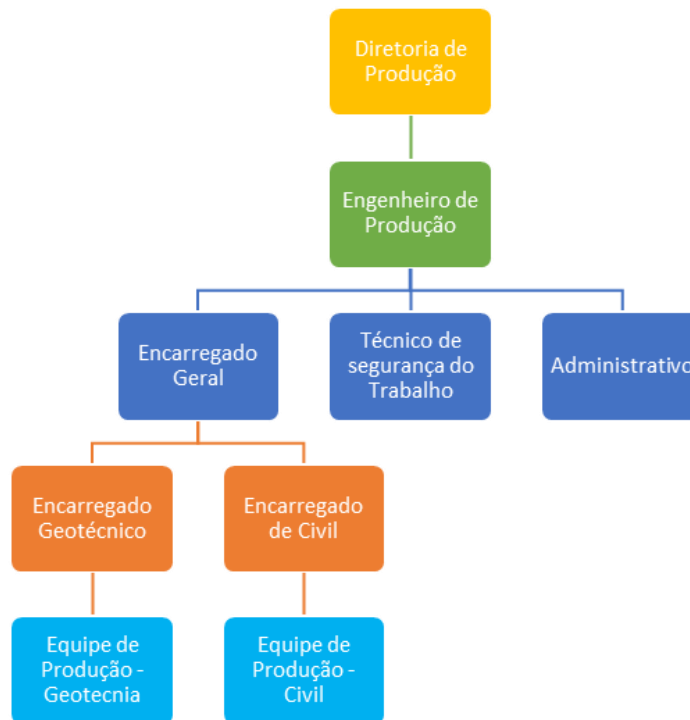 Diretoria de
Produção
Engenheiro de
Produção
Encarregado
Geral
Técnico de
segurança do
Trabalho
Administrativo
Encarregado
Geotécnico
Encarregado
de Civil
Equipe de
Produção -
Geotecnia
Equipe de
Produção -
Civil